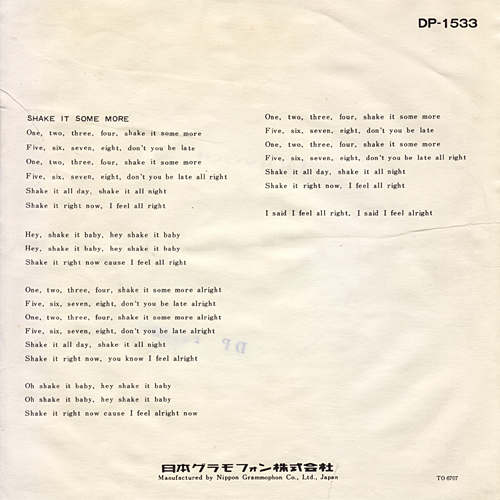 DP-1533
SHAKE IT SOME MORE
One, two, three, four, shake it some more
Five, six, seven, eight, don't you be late
One, two, three, four, shake it some more
Five, six, seven, eight, don't you be late all right
Shake it all day, shake it all night
Shake it right now, I feel all right
Hey, shake it baby, hey shake it baby
Hey, shake it baby, hey shake it baby
Shake it right now cause I feel all right
One, two, three, four, shake it some more alright
Five, six, seven, eight, don't you be late alright
One, two, three, four, shake it some more alright
Five, six, seven, eight, don't you be late alright
Shake it all day, shake it all night
Shake it right now, you know I feel alright
Oh shake it baby, hey shake it baby
Oh shake it baby, hey shake it baby
Shake it right now cause I feel alright now
One, two, three, four, shake it some more
Five, six, seven, eight, don't you be late
One, two, three, four, shake it some more
Five, six, seven, eight, don't you be late all right
Shake it all day, shake it all night
Shake it right now, I feel all right
I said I feel all right, I said I feel alright
日本グラモフォン株式会社
Manufactured by Nippon Grammophon Co., Ltd., Japan
TO 6707